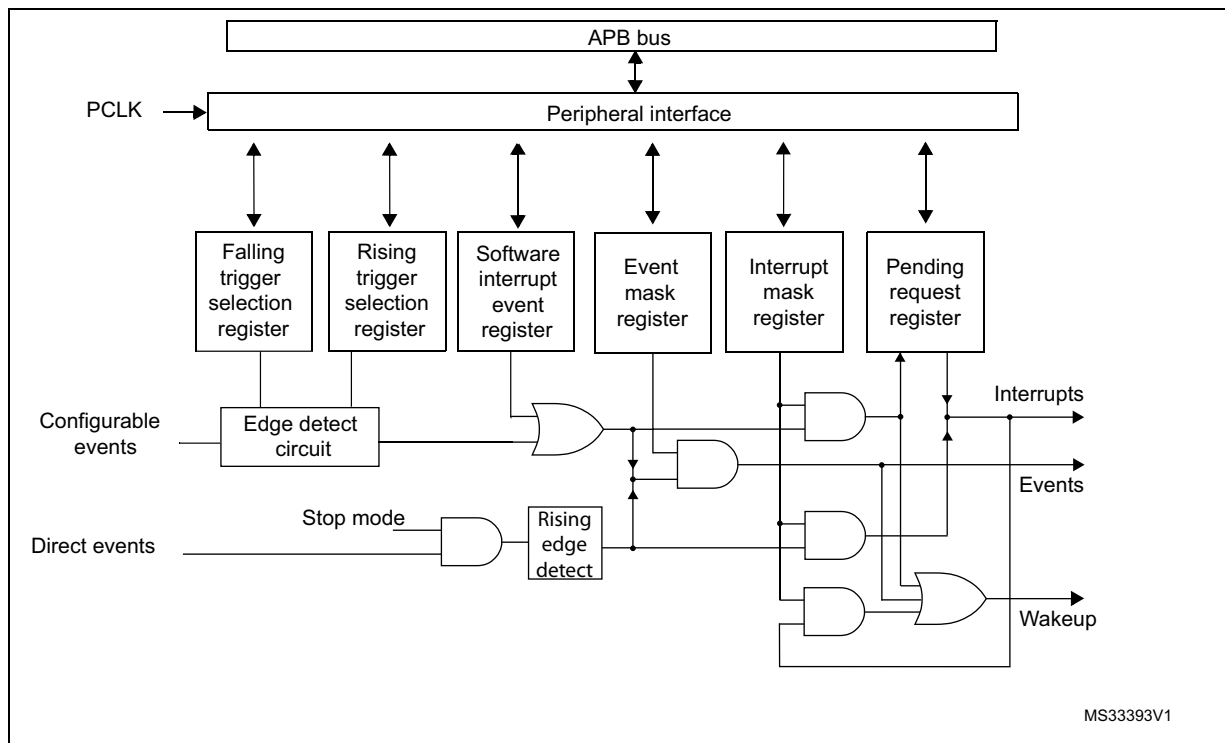 APB bus
PCLK
Peripheral interface
Falling
trigger
selection
register
Rising
trigger
selection
register
Software
interrupt
event
register
Event
mask
register
Interrupt
mask
register
Pending
request
register
Interrupts
Configurable
events
Edge detect
circuit
Events
Stop mode
Rising
edge
detect
Direct events
Wakeup
MS33393V1